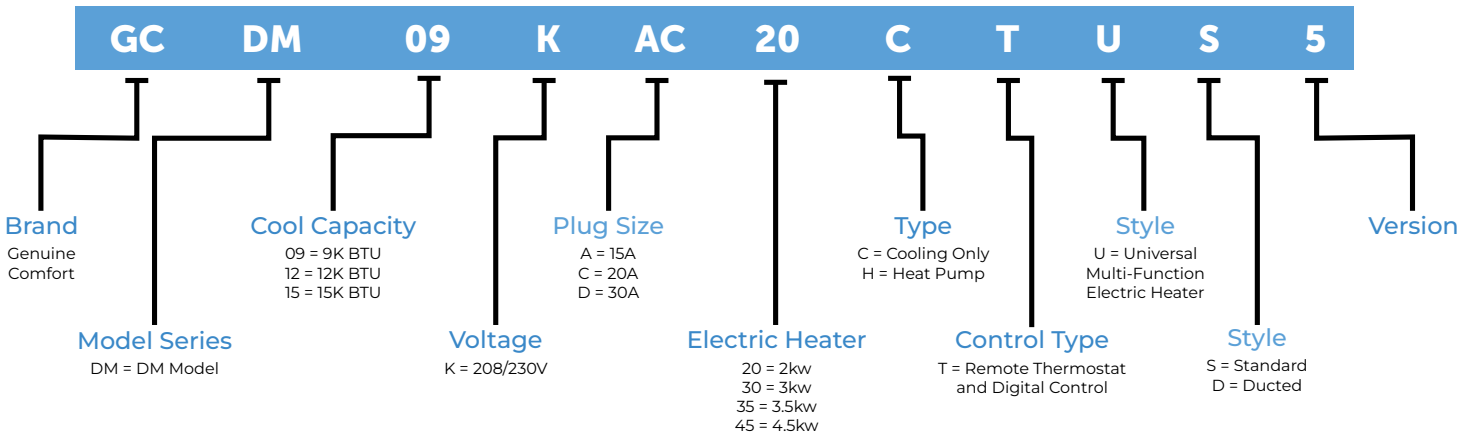 GC DM 09 K AC 20 C T U S 5
Brand
Genuine
Comfort
Cool Capacity
09 = 9K BTU
12 = 12K BTU
15 = 15K BTU
Plug Size
A = 15A
C = 20A
D = 30A
Type
C = Cooling Only
H = Heat Pump
Style
U = Universal
Multi-Function
Electric Heater
Version
Model Series
DM = DM Model
Voltage
K = 208/230V
Electric Heater
20 = 2kw
30 = 3kw
35 = 3.5kw
45 = 4.5kw
Control Type
T = Remote Thermostat
and Digital Control
Style
S = Standard
D = Ducted